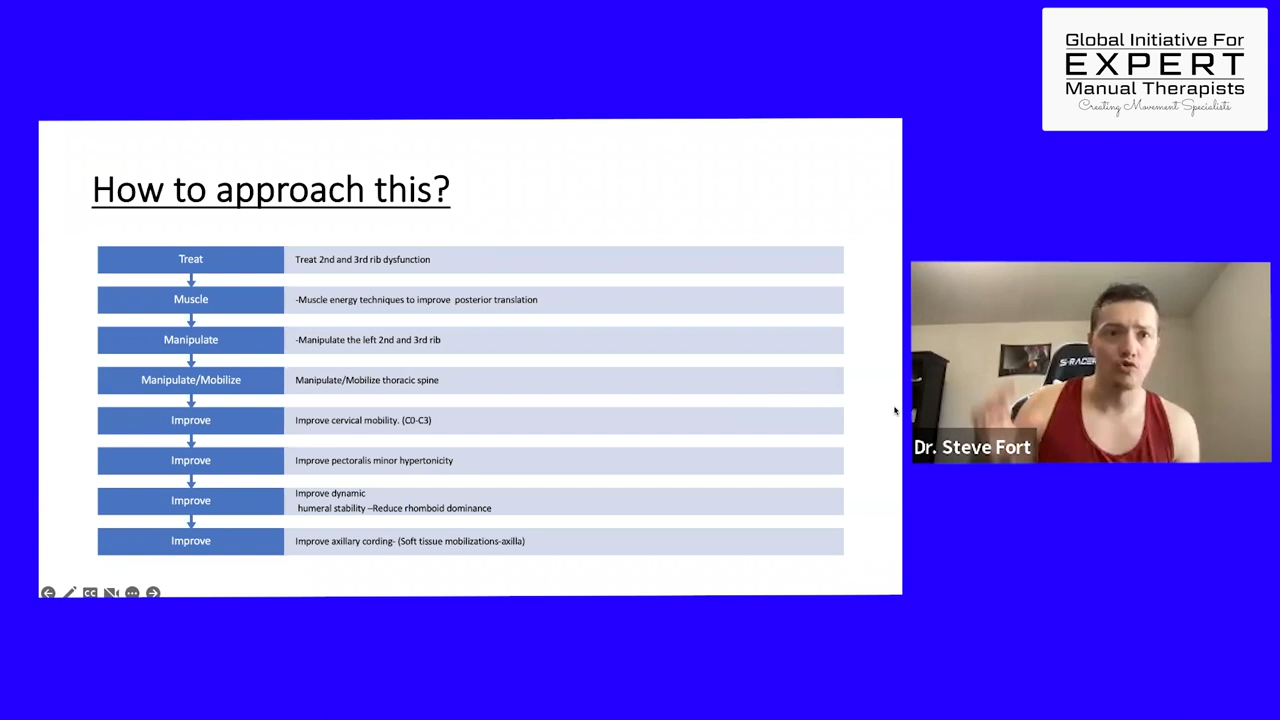 Global Initiative For
EXPERT
Manual Therapists
Creating Movement Specialists
How to approach this?
Treat
Treat 2nd and 3rd rib dysfunction
Muscle
-Muscle energy techniques to improve posterior translation
Manipulate
-Manipulate the left 2nd and 3rd rib
Manipulate/Mobilize
Manipulate/Mobilize thoracic spine
Improve
Improve cervical mobility. (C0-C3)
Improve
Improve pectoralis minor hypertonicity
Improve
Improve dynamic
humeral stability –Reduce rhomboid dominance
Improve
Improve axillary cording- (Soft tissue mobilizations-axilla)
CC
S-RACER
Dr. Steve Fort